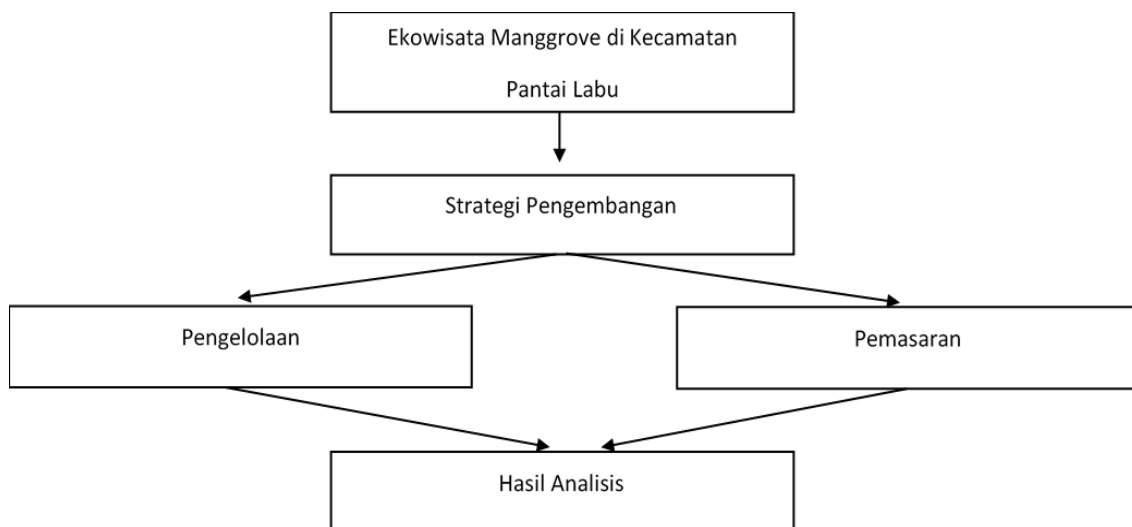 Ekowisata Manggrove di Kecamatan
Pantai Labu
Strategi Pengembangan
Pengelolaan
Pemasaran
Hasil Analisis